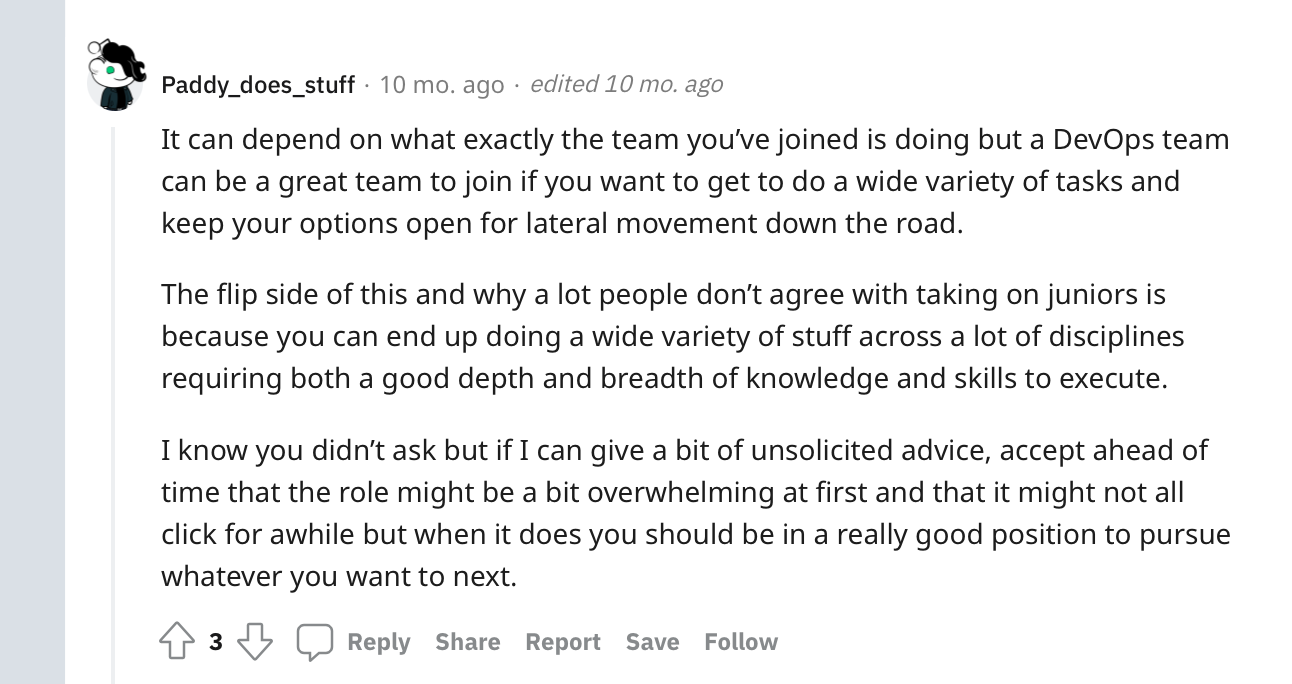 Paddy_does_stuff · 10 mo. ago · edited 10 mo. ago
It can depend on what exactly the team you’ve joined is doing but a DevOps team
can be a great team to join if you want to get to do a wide variety of tasks and
keep your options open for lateral movement down the road.
The flip side of this and why a lot people don’t agree with taking on juniors is
because you can end up doing a wide variety of stuff across a lot of disciplines
requiring both a good depth and breadth of knowledge and skills to execute.
I know you didn’t ask but if I can give a bit of unsolicited advice, accept ahead of
time that the role might be a bit overwhelming at first and that it might not all
click for awhile but when it does you should be in a really good position to pursue
whatever you want to next.
3 Reply Share Report Save Follow